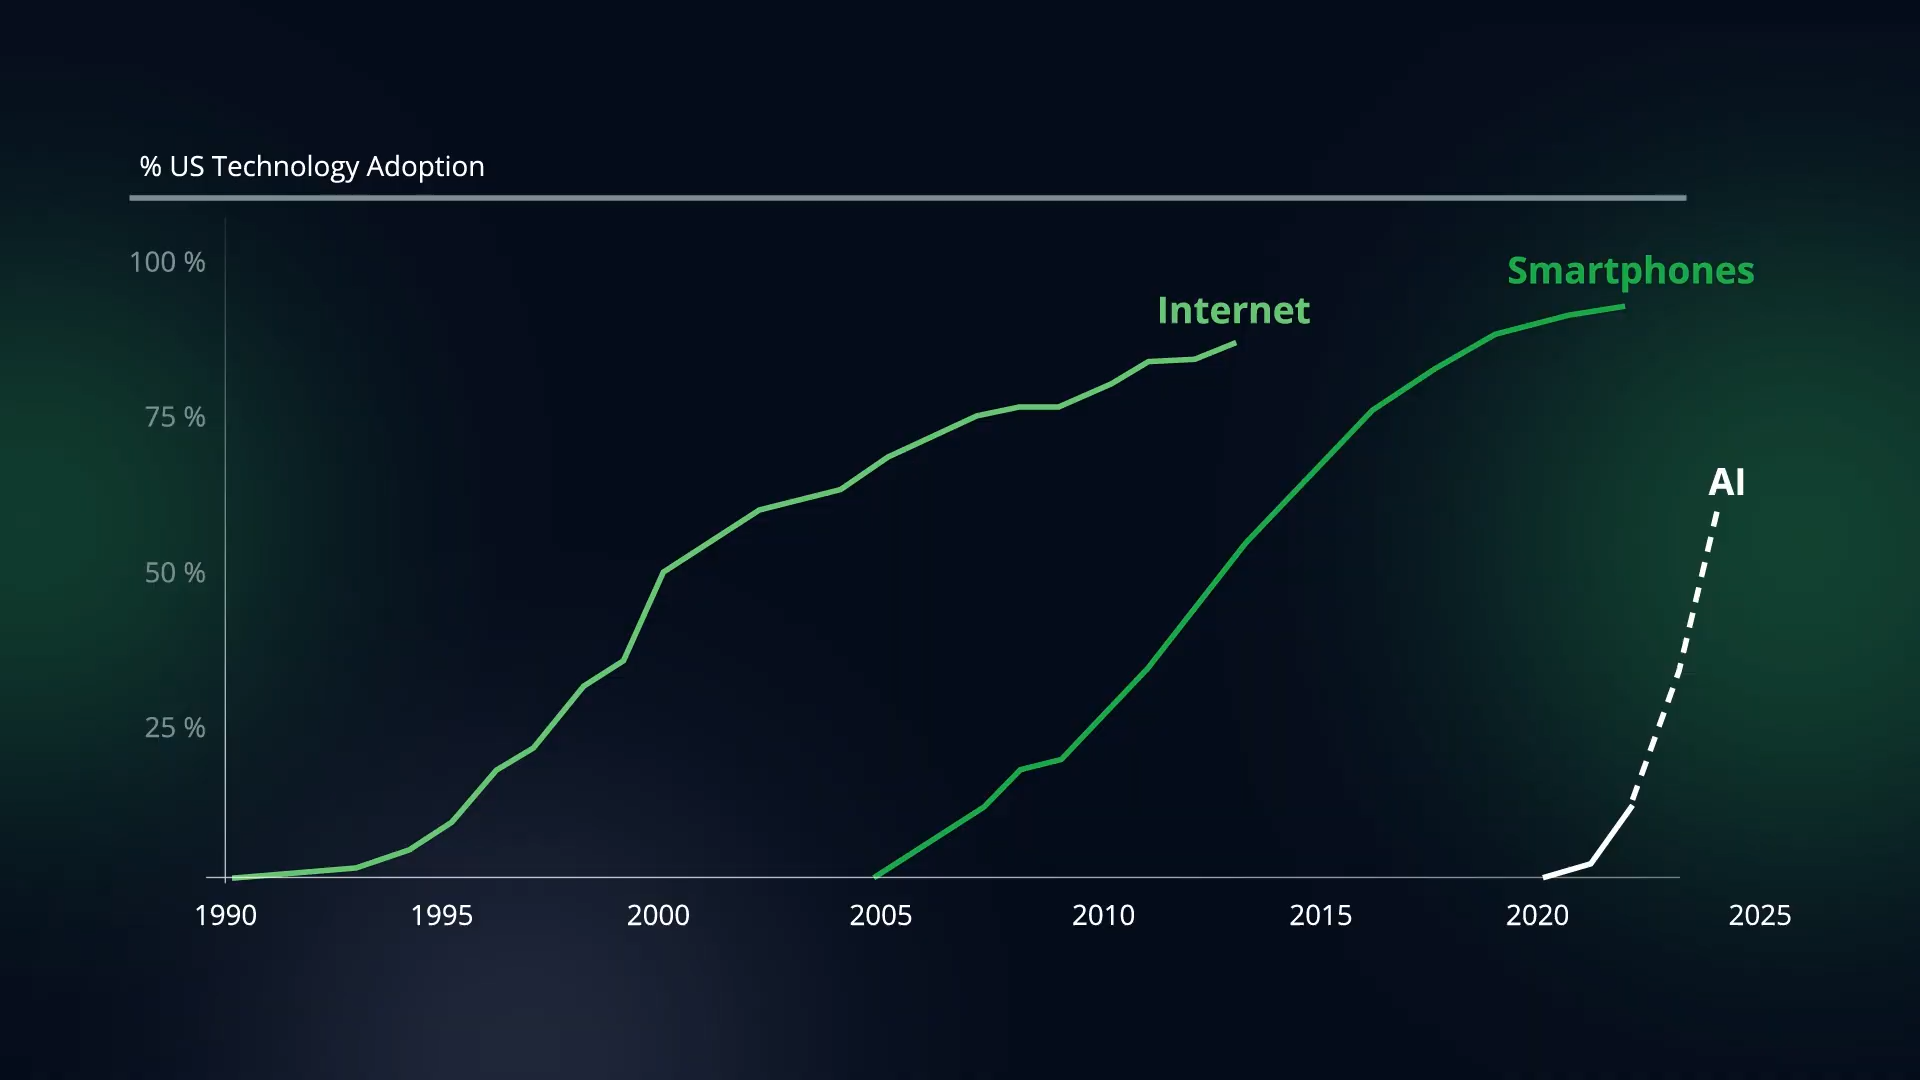 % US Technology Adoption
100 %
Smartphones
Internet
75 %
AI
50 %
25 %
1990 1995 2000 2005 2010 2015 2020 2025